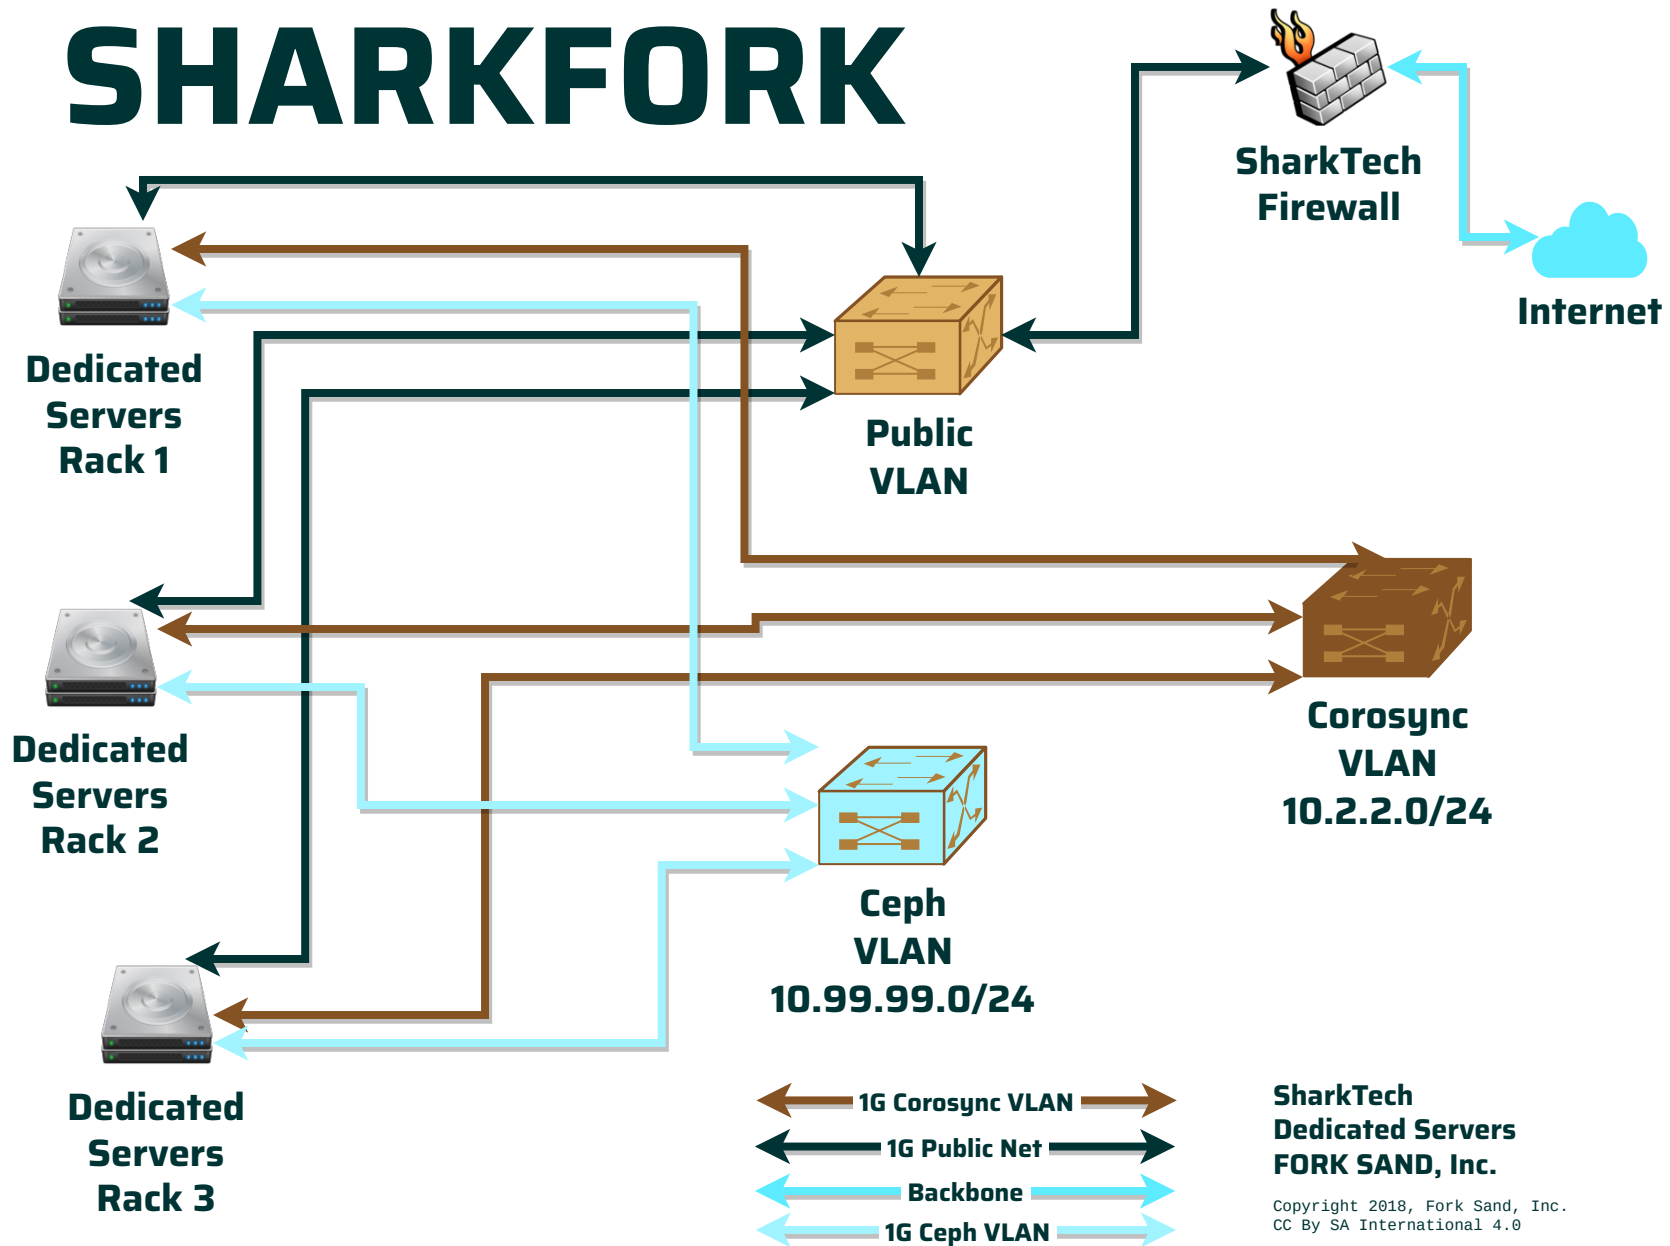 SHARKFORK
SharkTech
Firewall
Internet
Dedicated
Servers
Rack 1
Public
VLAN
Dedicated
Servers
Rack 2
Corosync
VLAN
10.2.2.0/24
Ceph
VLAN
10.99.99.0/24
Dedicated
Servers
Rack 3
1G Corosync VLAN
1G Public Net
Backbone
1G Ceph VLAN
SharkTech
Dedicated Servers
FORK SAND, Inc.
Copyright 2018, Fork Sand, Inc.
CC By SA International 4.0